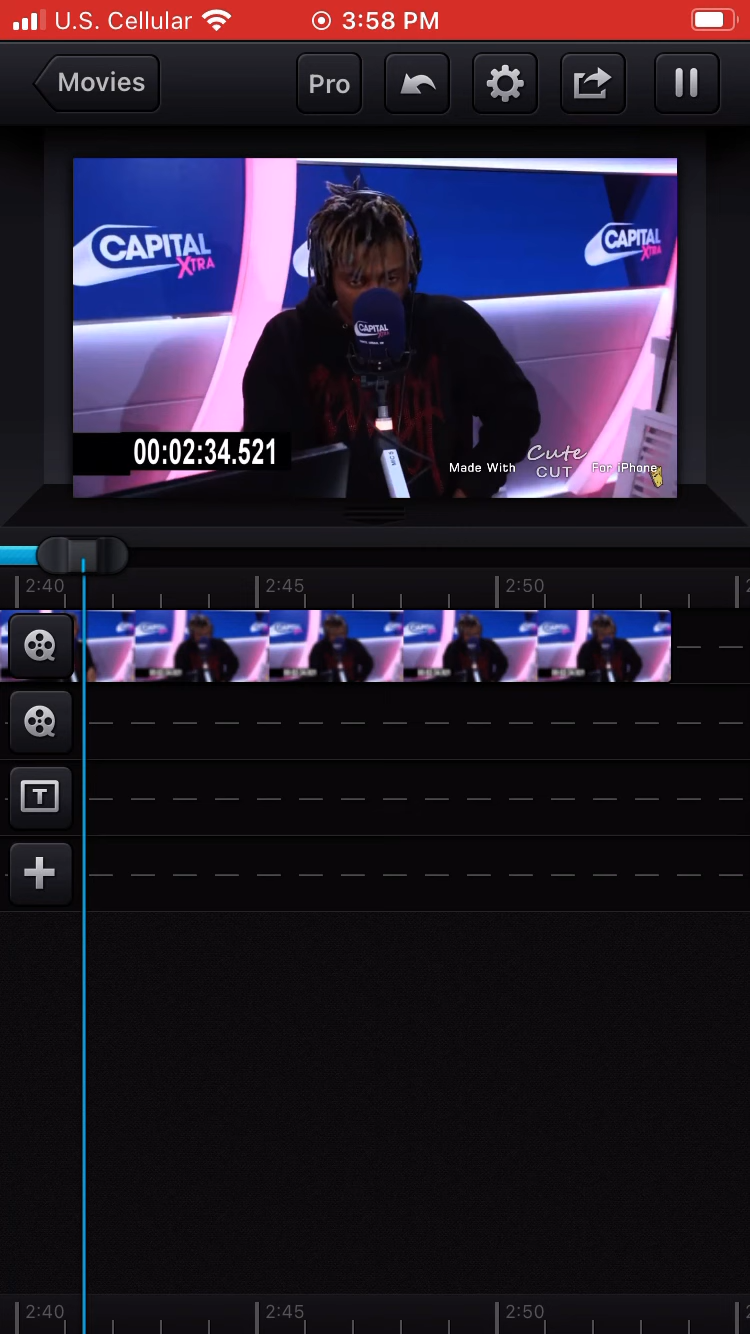 U.S. Cellular 3:58 PM
Movies Pro
CAPITAL
XTRA
CAPITAL
XTRA
CAPITAL
XTRA
00:02:34.521
Made With Cute CUT For iPhone
2:40 2:45 2:50
T
2:40 2:45 2:50